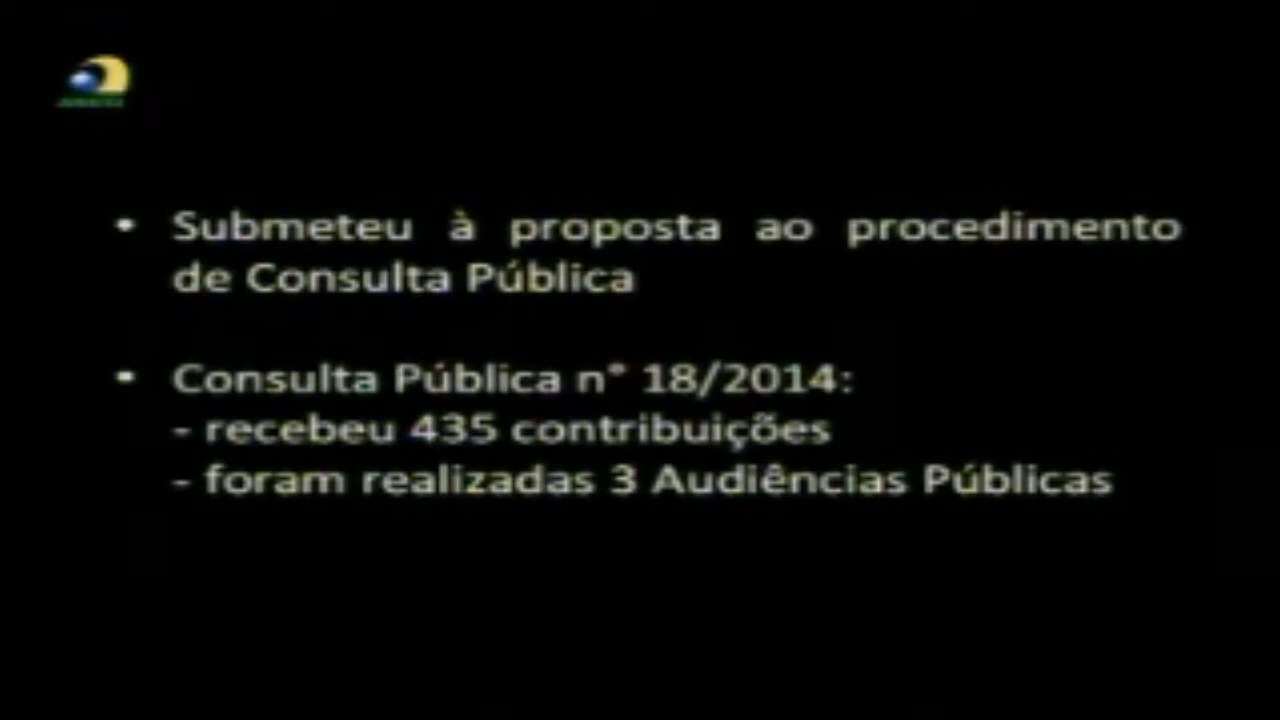 • Submeteu à proposta ao procedimento
de Consulta Pública
• Consulta Pública n° 18/2014:
- recebeu 435 contribuições
- foram realizadas 3 Audiências Públicas